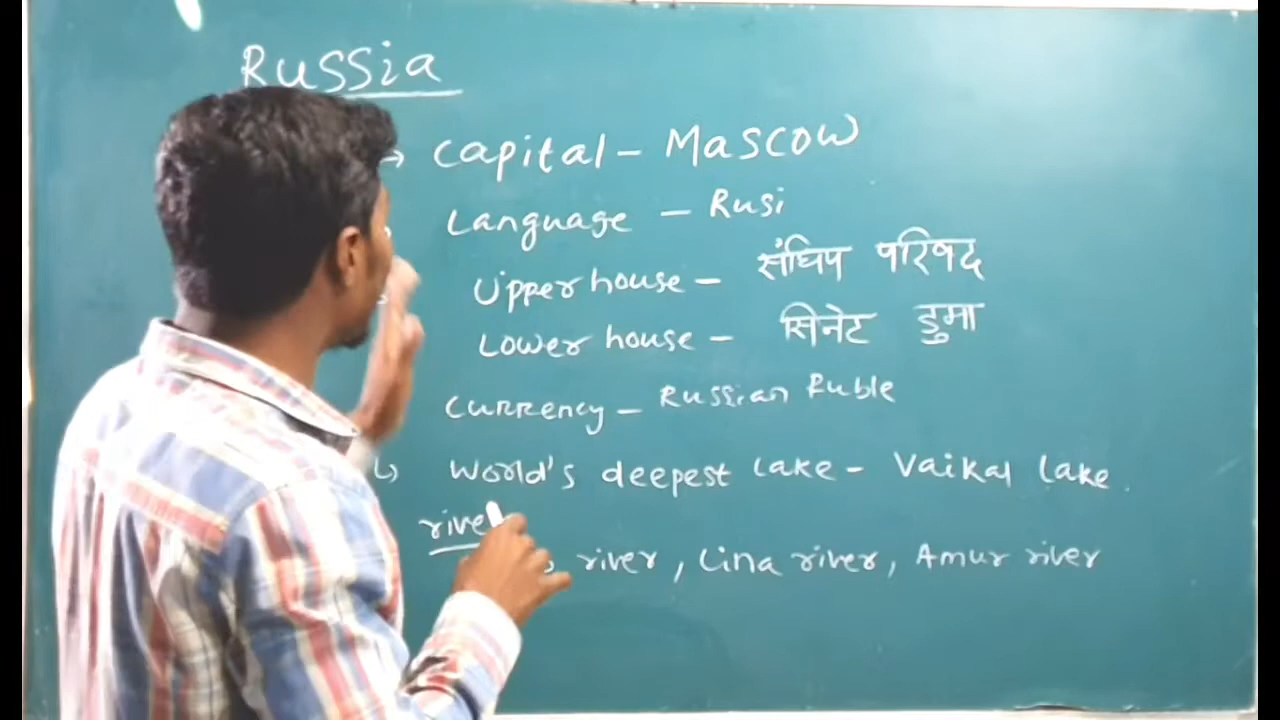 Russia
→ Capital – Mascow
Language – Rusi
Upper house – संघिय परिषद
Lower house – सिनेट डुमा
Currency – Russian Ruble
World's deepest Lake – Vaikal Lake
river
river, Lina river, Amur river